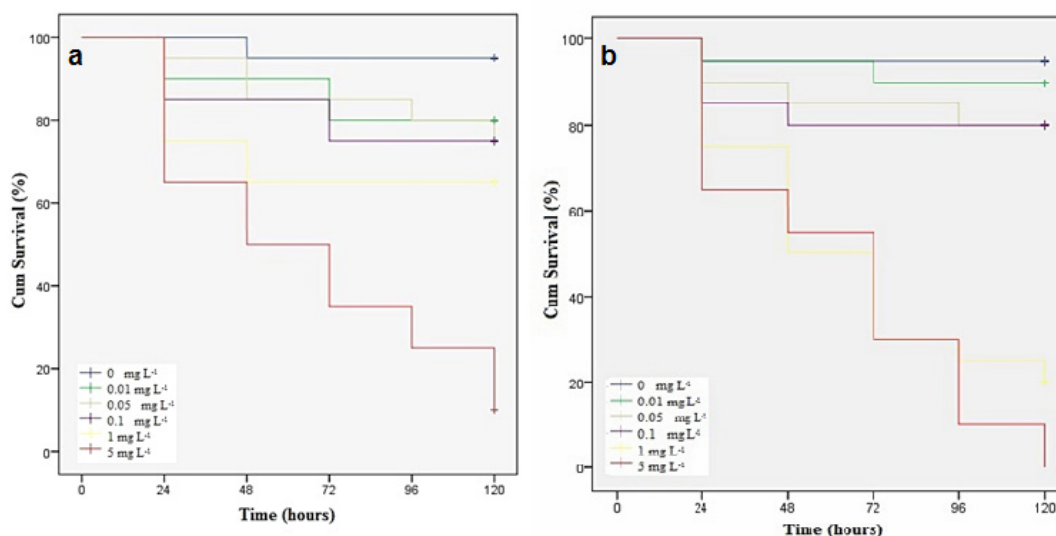 a
Cum Survival (%)
100
80
60
40
20
0
0 mg L-1
0.01 mg L-1
0.05 mg L-1
0.1 mg L-1
1 mg L-1
5 mg L-1
0 24 48 72 96 120
Time (hours)
b
Cum Survival (%)
100
80
60
40
20
0
0 mg L-1
0.01 mg L-1
0.05 mg L-1
0.1 mg L-1
1 mg L-1
5 mg L-1
0 24 48 72 96 120
Time (hours)